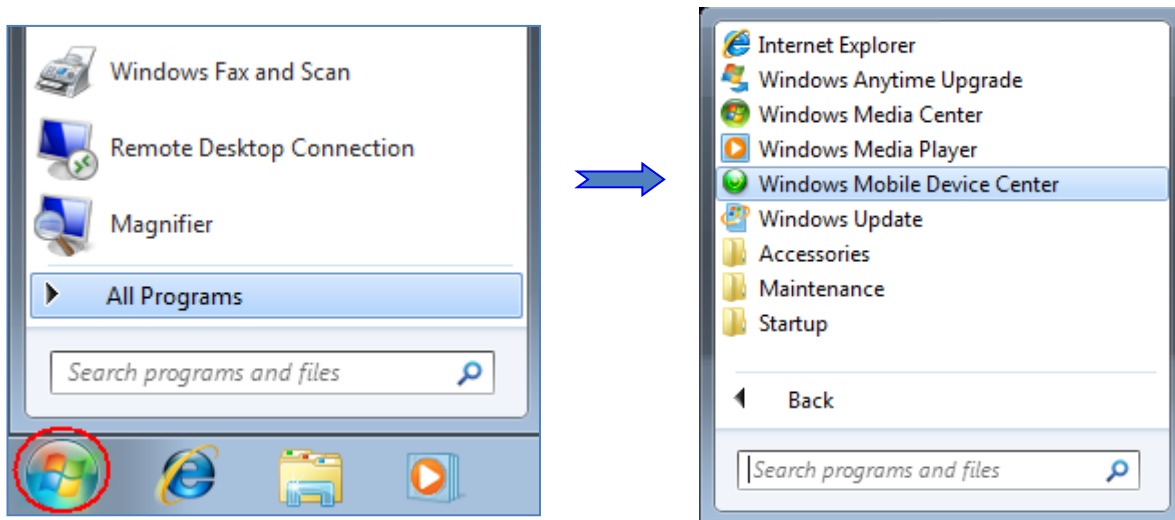 Windows Fax and Scan
Remote Desktop Connection
Magnifier
All Programs
Search programs and files
Internet Explorer
Windows Anytime Upgrade
Windows Media Center
Windows Media Player
Windows Mobile Device Center
Windows Update
Accessories
Maintenance
Startup
Back
Search programs and files